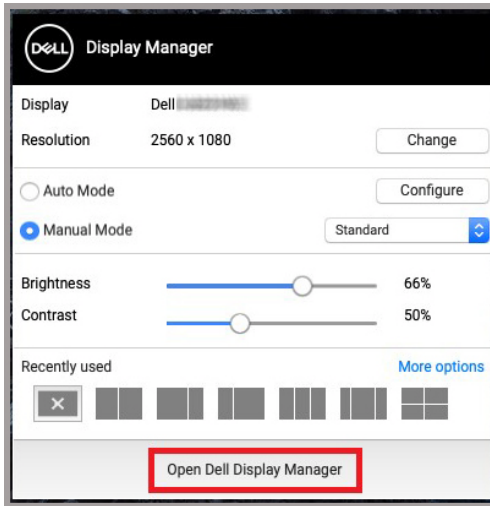 DELL Display Manager
Display Dell
Resolution 2560 x 1080 Change
Auto Mode Configure
Manual Mode Standard
Brightness 66%
Contrast 50%
Recently used More options
Open Dell Display Manager